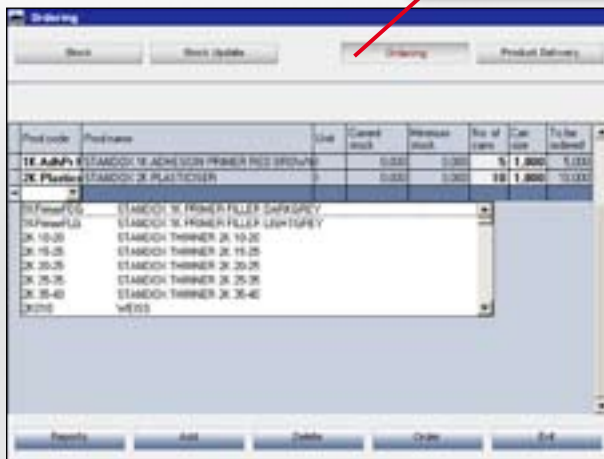 Ordering
Stock Stock Update Ordering Product Delivery
Prod code Prod name Unit Current stock Minimum stock No. of cans Can size To be ordered
1K AdhPr STANDOX 1K ADHESION PRIMER RED BROWN 0.000 0.000 5 1.000 5.000
2K Plastice STANDOX 2K PLASTICISER 0.000 0.000 10 1.000 10.000
STANDOX 1K PRIMER FILLER DARKGREY
STANDOX 1K PRIMER FILLER LIGHTGREY
2K 10-20 STANDOX THINNER 2K 10-20
2K 15-25 STANDOX THINNER 2K 15-25
2K 20-25 STANDOX THINNER 2K 20-25
2K 25-35 STANDOX THINNER 2K 25-35
2K 35-40 STANDOX THINNER 2K 35-40
WEISS
Reports Add Delete Order Exit